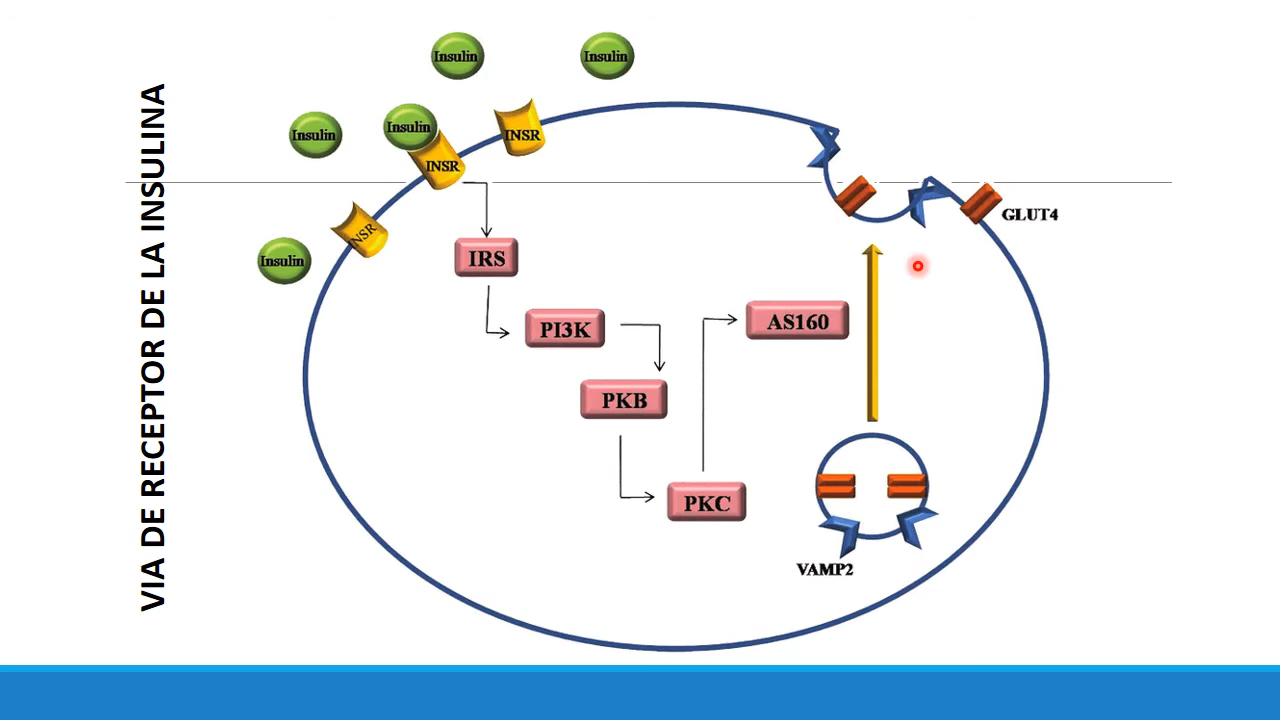 VIA DE RECEPTOR DE LA INSULINA
Insulin
Insulin
Insulin
Insulin
INSR
INSR
NSR
Insulin
GLUT4
IRS
PI3K
AS160
PKB
PKC
VAMP2